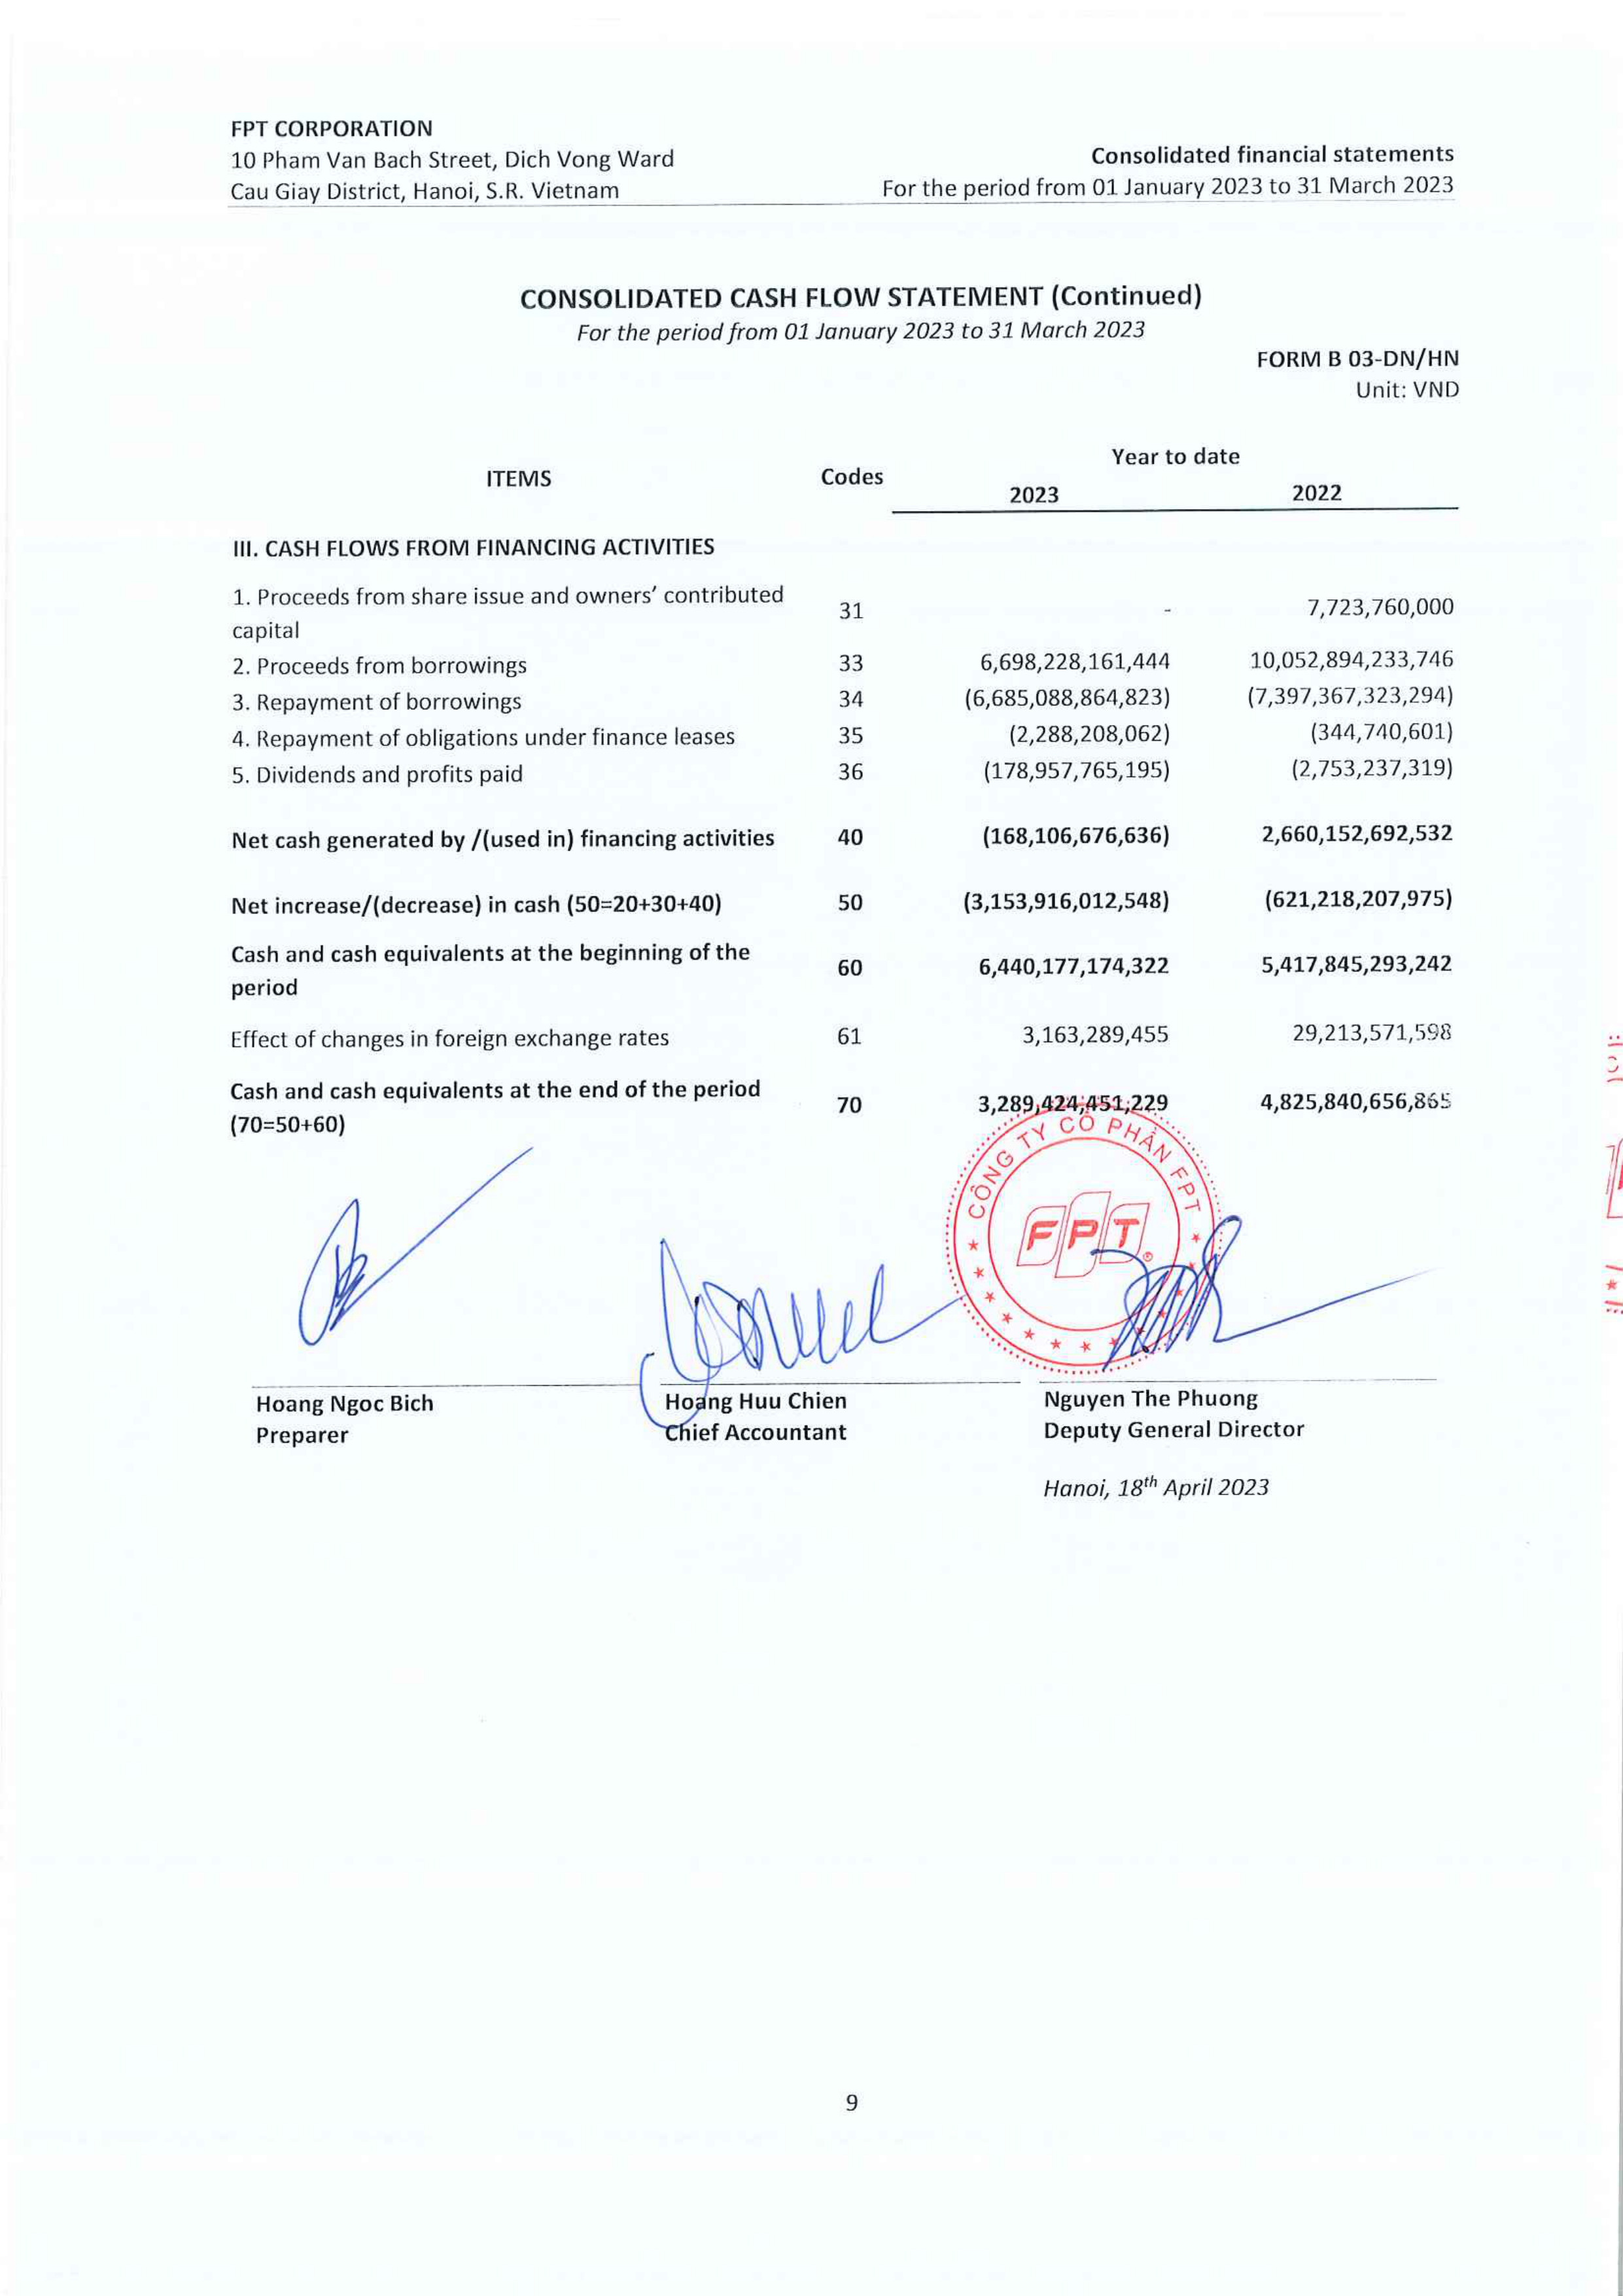 FPT CORPORATION
10 Pham Van Bach Street, Dich Vong Ward
Cau Giay District, Hanoi, S.R. Vietnam
Consolidated financial statements
For the period from 01 January 2023 to 31 March 2023
CONSOLIDATED CASH FLOW STATEMENT (Continued)
For the period from 01 January 2023 to 31 March 2023
FORM B 03-DN/HN
Unit: VND
ITEMS Codes Year to date
2023 2022
III. CASH FLOWS FROM FINANCING ACTIVITIES
1. Proceeds from share issue and owners' contributed
capital 31 - 7,723,760,000
2. Proceeds from borrowings 33 6,698,228,161,444 10,052,894,233,746
3. Repayment of borrowings 34 (6,685,088,864,823) (7,397,367,323,294)
4. Repayment of obligations under finance leases 35 (2,288,208,062) (344,740,601)
5. Dividends and profits paid 36 (178,957,765,195) (2,753,237,319)
Net cash generated by /(used in) financing activities 40 (168,106,676,636) 2,660,152,692,532
Net increase/(decrease) in cash (50=20+30+40) 50 (3,153,916,012,548) (621,218,207,975)
Cash and cash equivalents at the beginning of the
period 60 6,440,177,174,322 5,417,845,293,242
Effect of changes in foreign exchange rates 61 3,163,289,455 29,213,571,598
Cash and cash equivalents at the end of the period
(70=50+60) 70 3,289,424,451,229 4,825,840,656,865
CÔNG TY CỔ PHẦN FPT
FPT
Hoang Ngoc Bich
Preparer
Hoang Huu Chien
Chief Accountant
Nguyen The Phuong
Deputy General Director
Hanoi, 18th April 2023
9